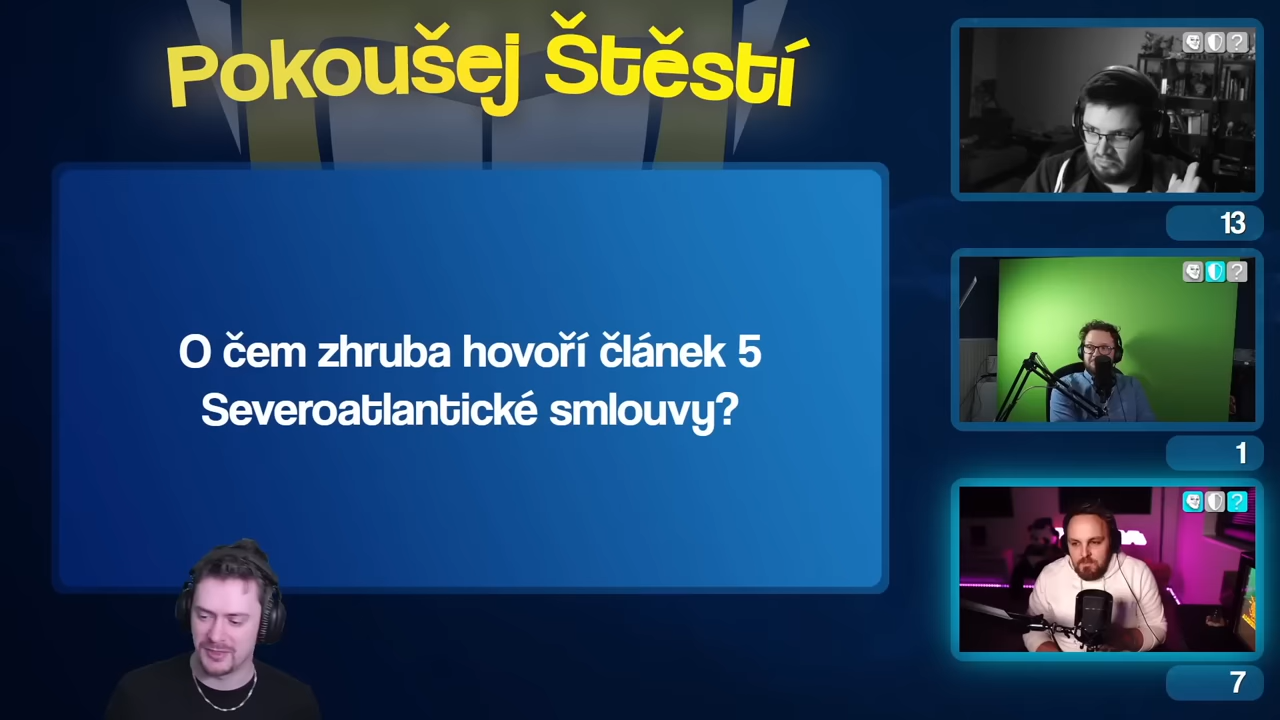 Pokoušej Štěstí
O čem zhruba hovoří článek 5
Severoatlantické smlouvy?
?
13
?
1
?
7